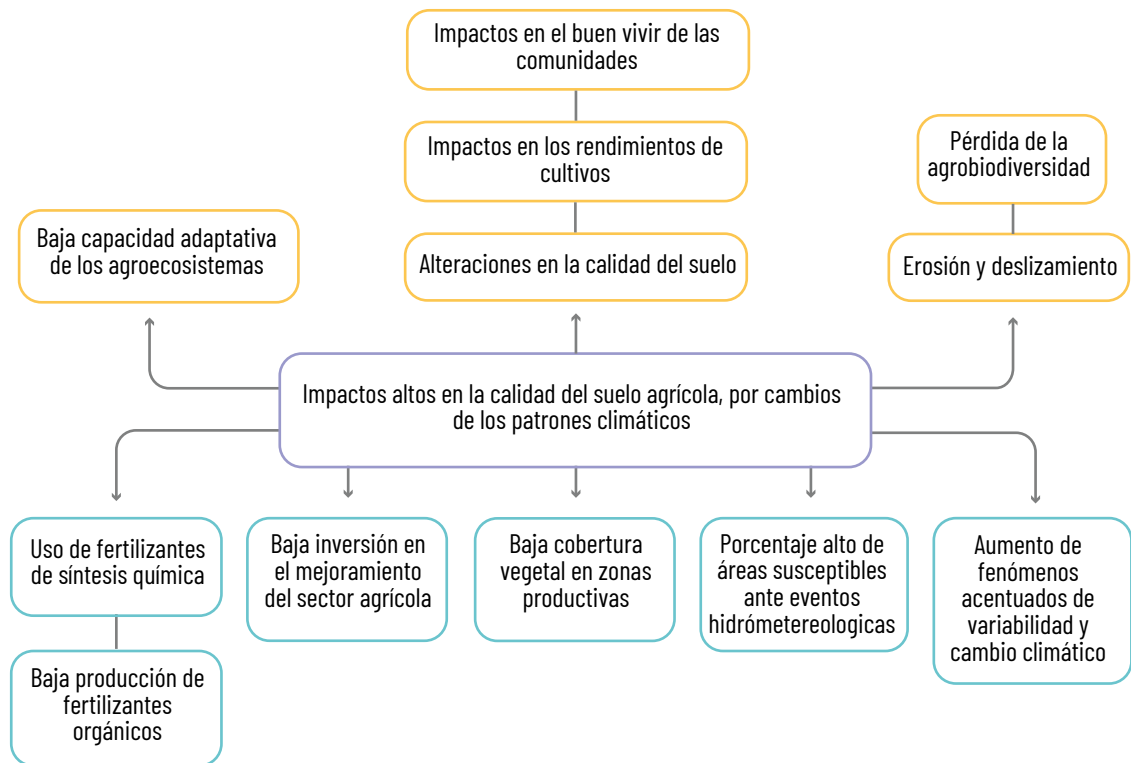 Impactos en el buen vivir de las
comunidades
Impactos en los rendimientos de
cultivos
Pérdida de la
agrobiodiversidad
Baja capacidad adaptativa
de los agroecosistemas
Alteraciones en la calidad del suelo
Erosión y deslizamiento
Impactos altos en la calidad del suelo agrícola, por cambios
de los patrones climáticos
Uso de fertilizantes
de síntesis química
Baja inversión en
el mejoramiento
del sector agrícola
Baja cobertura
vegetal en zonas
productivas
Porcentaje alto de
áreas susceptibles
ante eventos
hidrómetereologicas
Aumento de
fenómenos
acentuados de
variabilidad y
cambio climático
Baja producción de
fertilizantes
orgánicos